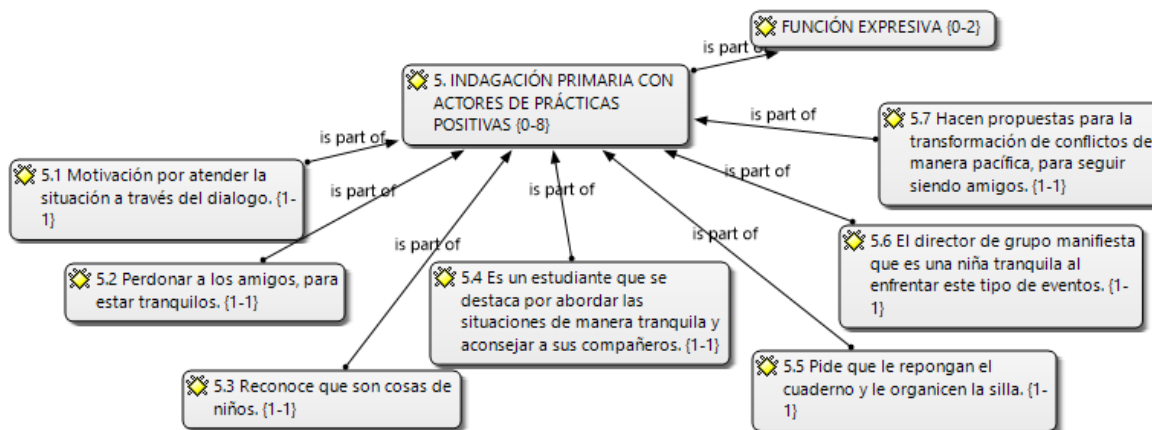 FUNCIÓN EXPRESIVA {0-2}
is part of
5. INDAGACIÓN PRIMARIA CON
ACTORES DE PRÁCTICAS
POSITIVAS {0-8}
5.7 Hacen propuestas para la
transformación de conflictos de
manera pacífica, para seguir
siendo amigos. {1-1}
is part of
5.1 Motivación por atender la
situación a través del dialogo. {1-
1}
is part of
is part of
is part of
is part of
is part of
5.6 El director de grupo manifiesta
que es una niña tranquila al
enfrentar este tipo de eventos. {1-
1}
5.2 Perdonar a los amigos, para
estar tranquilos. {1-1}
5.4 Es un estudiante que se
destaca por abordar las
situaciones de manera tranquila y
aconsejar a sus compañeros. {1-1}
5.5 Pide que le repongan el
cuaderno y le organicen la silla. {1-
1}
5.3 Reconoce que son cosas de
niños. {1-1}